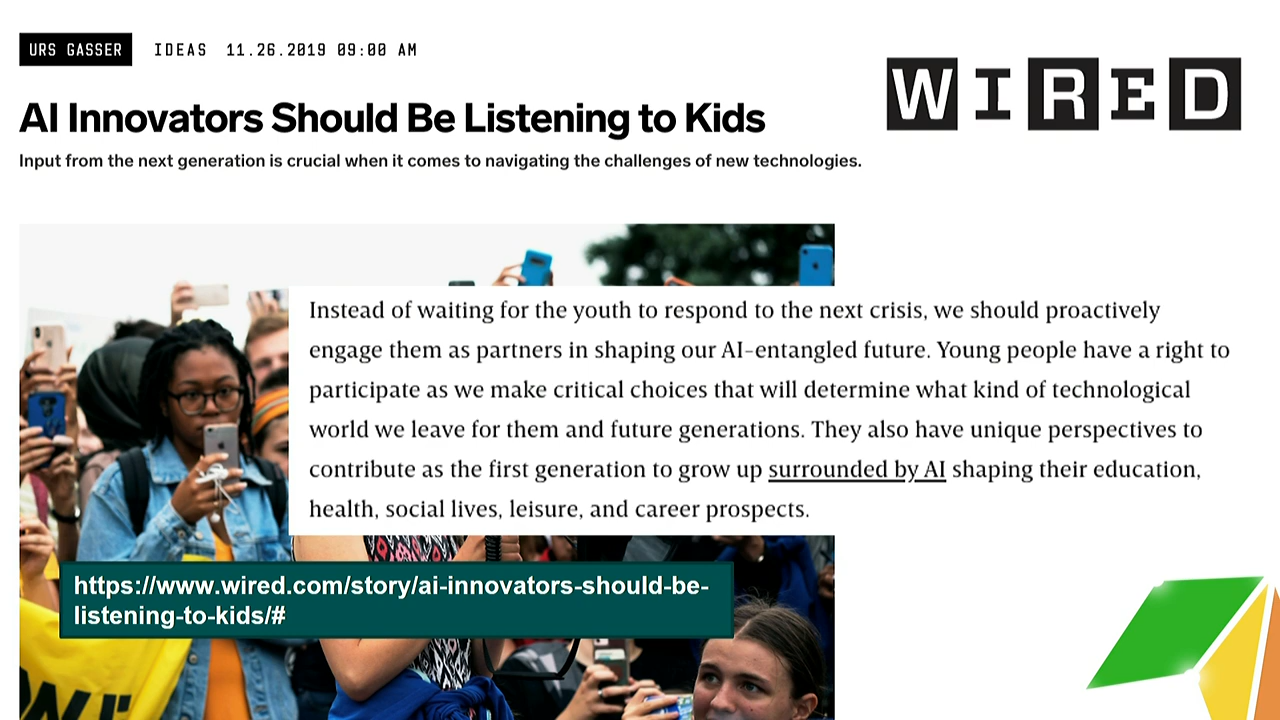 URS GASSER IDEAS 11.26.2019 09:00 AM
WIRED
AI Innovators Should Be Listening to Kids
Input from the next generation is crucial when it comes to navigating the challenges of new technologies.
Instead of waiting for the youth to respond to the next crisis, we should proactively
engage them as partners in shaping our AI-entangled future. Young people have a right to
participate as we make critical choices that will determine what kind of technological
world we leave for them and future generations. They also have unique perspectives to
contribute as the first generation to grow up surrounded by AI shaping their education,
health, social lives, leisure, and career prospects.
https://www.wired.com/story/ai-innovators-should-be-
listening-to-kids/#